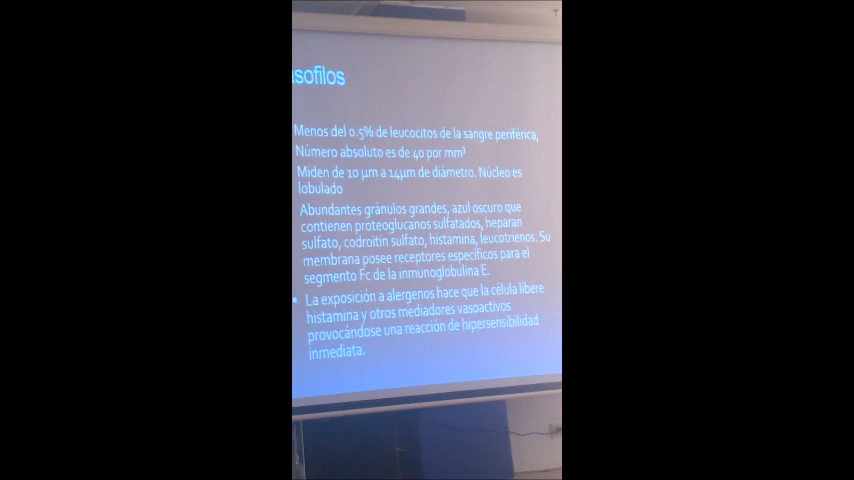 asofilos
Menos del 0.5% de leucocitos de la sangre periférica,
Número absoluto es de 40 por mm³
Miden de 10 µm a 14µm de diámetro. Núcleo es
lobulado
Abundantes gránulos grandes, azul oscuro que
contienen proteoglucanos sulfatados, heparan
sulfato, codroitin sulfato, histamina, leucotrienos. Su
membrana posee receptores específicos para el
segmento Fc de la inmunoglobulina E.
▪ La exposición a alergenos hace que la célula libere
histamina y otros mediadores vasoactivos
provocándose una reacción de hipersensibilidad
inmediata.